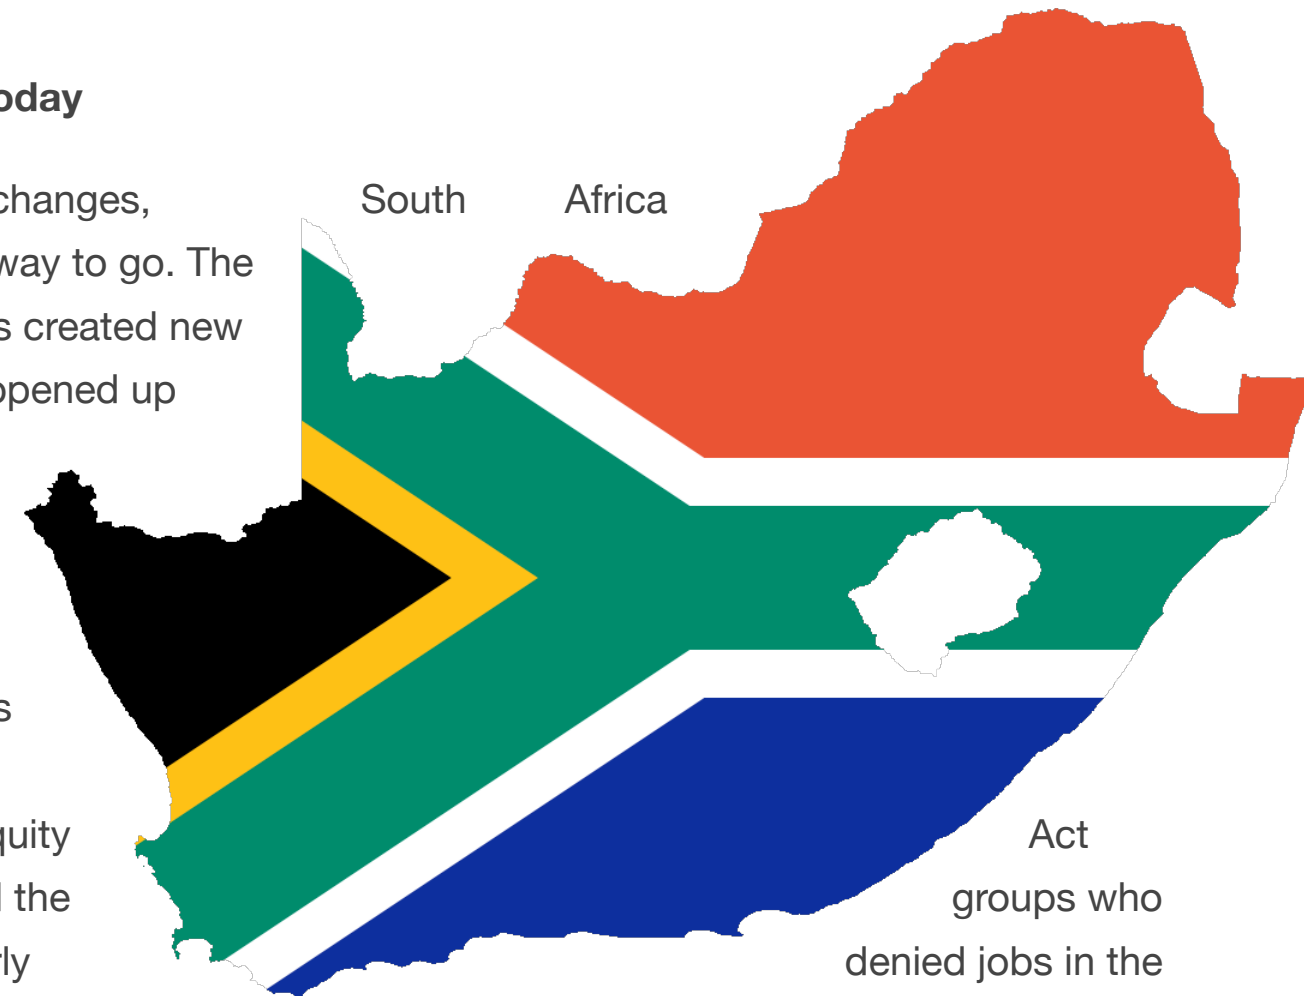 oday
changes, South Africa
way to go. The
s created new
opened up
s
quity Act
l the groups who
rly denied jobs in the